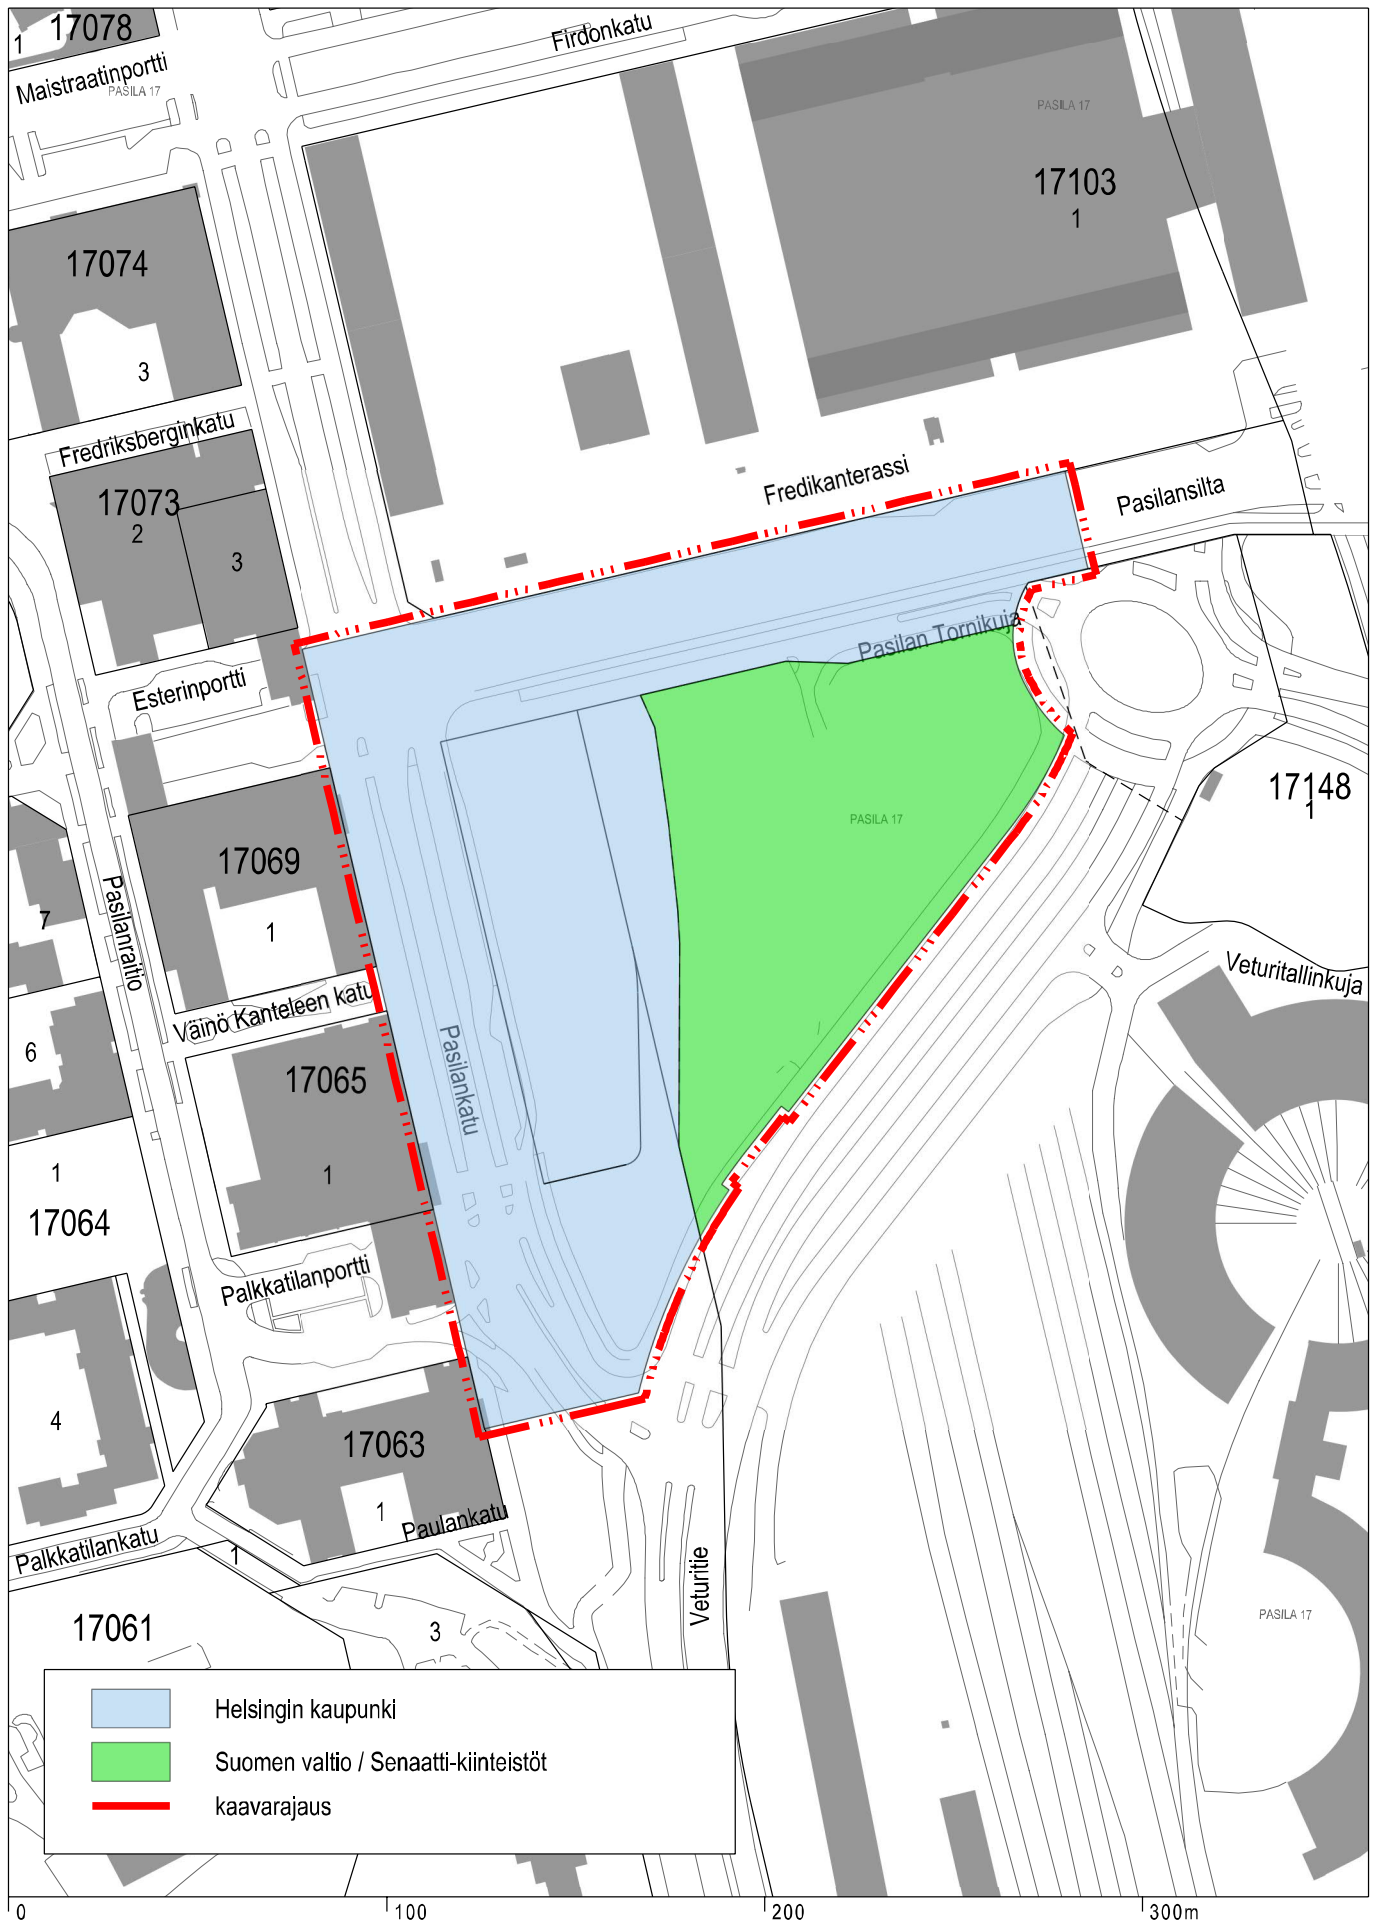 17078
1
Firdonkatu
Maistraatinportti
PASILA 17
PASILA 17
17103
1
17074
3
Fredriksberginkatu
17073
2
3
Fredikanterassi
Pasilansilta
Esterinportti
Pasilan Tornikuja
17148
1
PASILA 17
17069
1
7
Pasilanraitio
Veturitallinkuja
Väinö Kanteleen katu
6
Pasilankatu
17065
1
1
17064
Palkkatilanportti
4
17063
1
Paulankatu
Palkkatilankatu
1
Veturitie
17061
3
PASILA 17
Helsingin kaupunki
Suomen valtio / Senaatti-kiinteistöt
kaavarajaus
0 100 200 300m